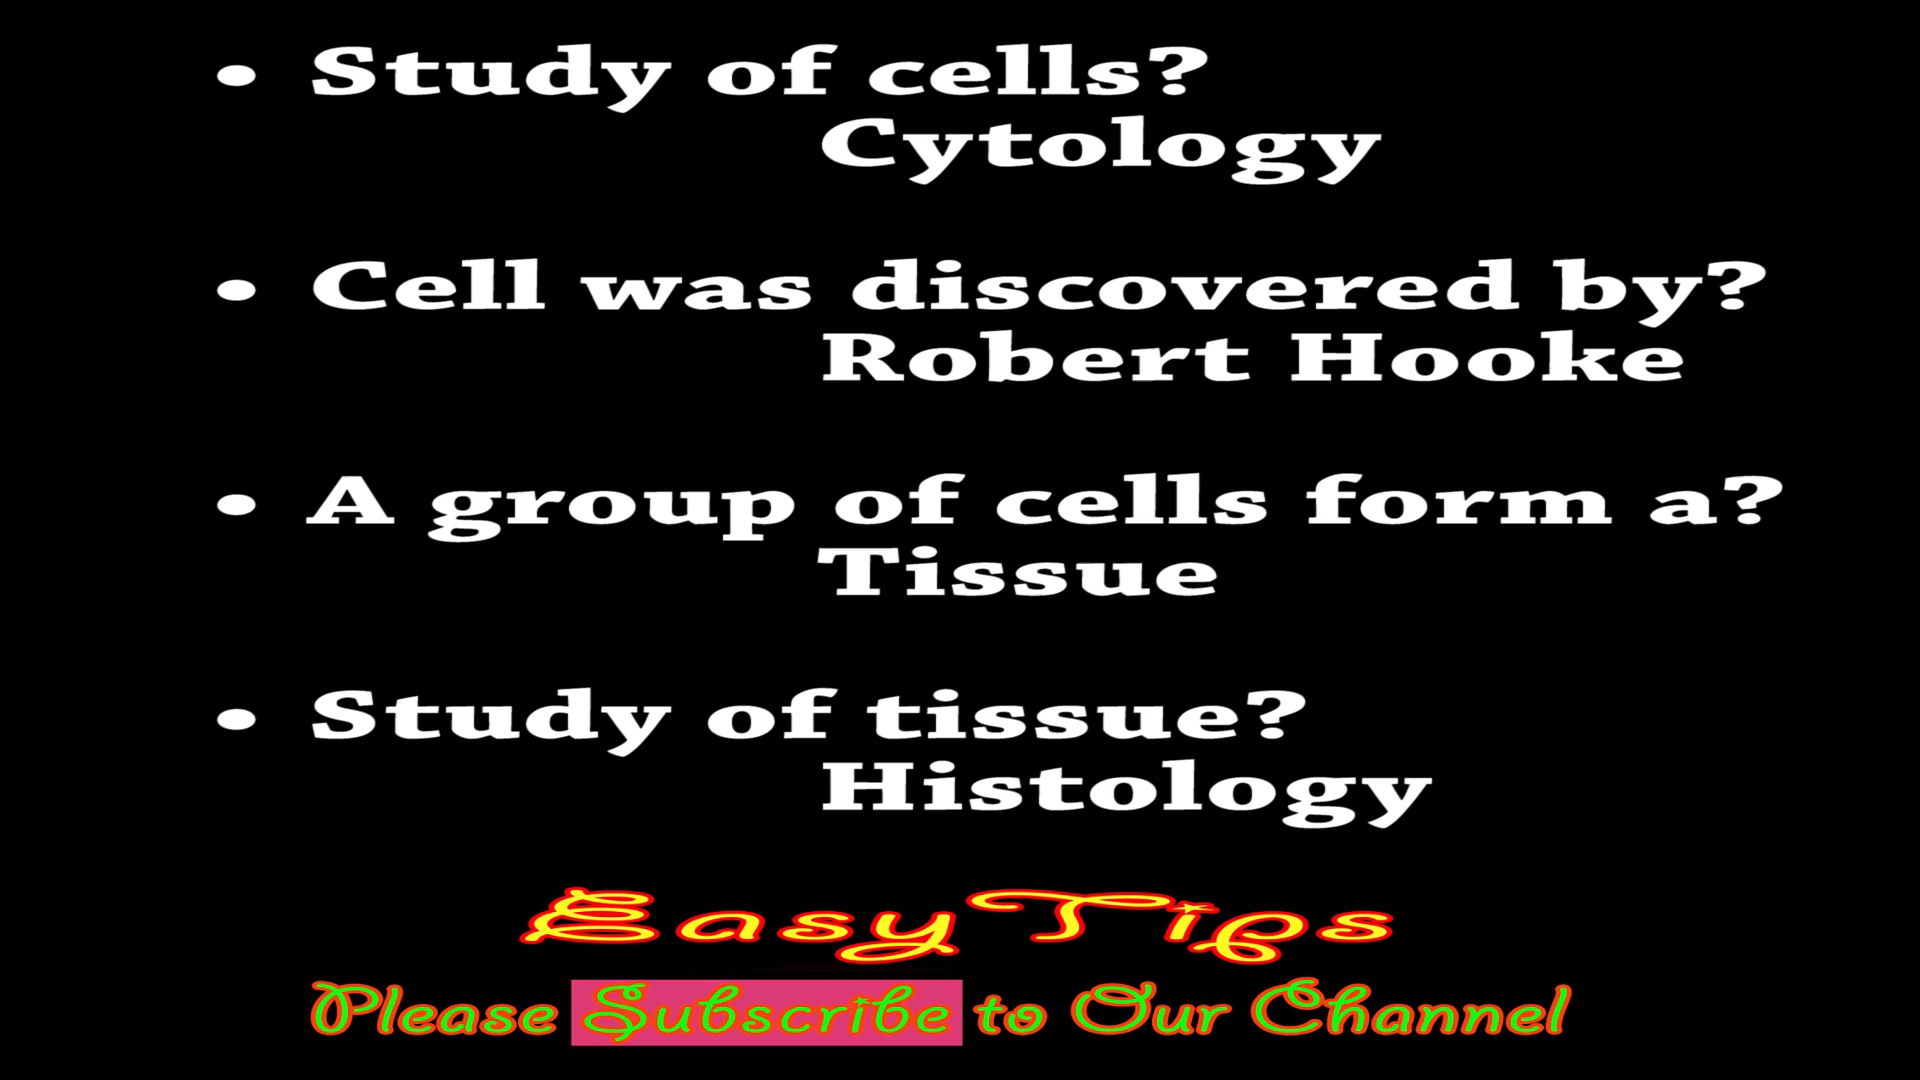 • Study of cells?
Cytology
• Cell was discovered by?
Robert Hooke
• A group of cells form a?
Tissue
• Study of tissue?
Histology
Easy Tips
Please Subscribe to Our Channel